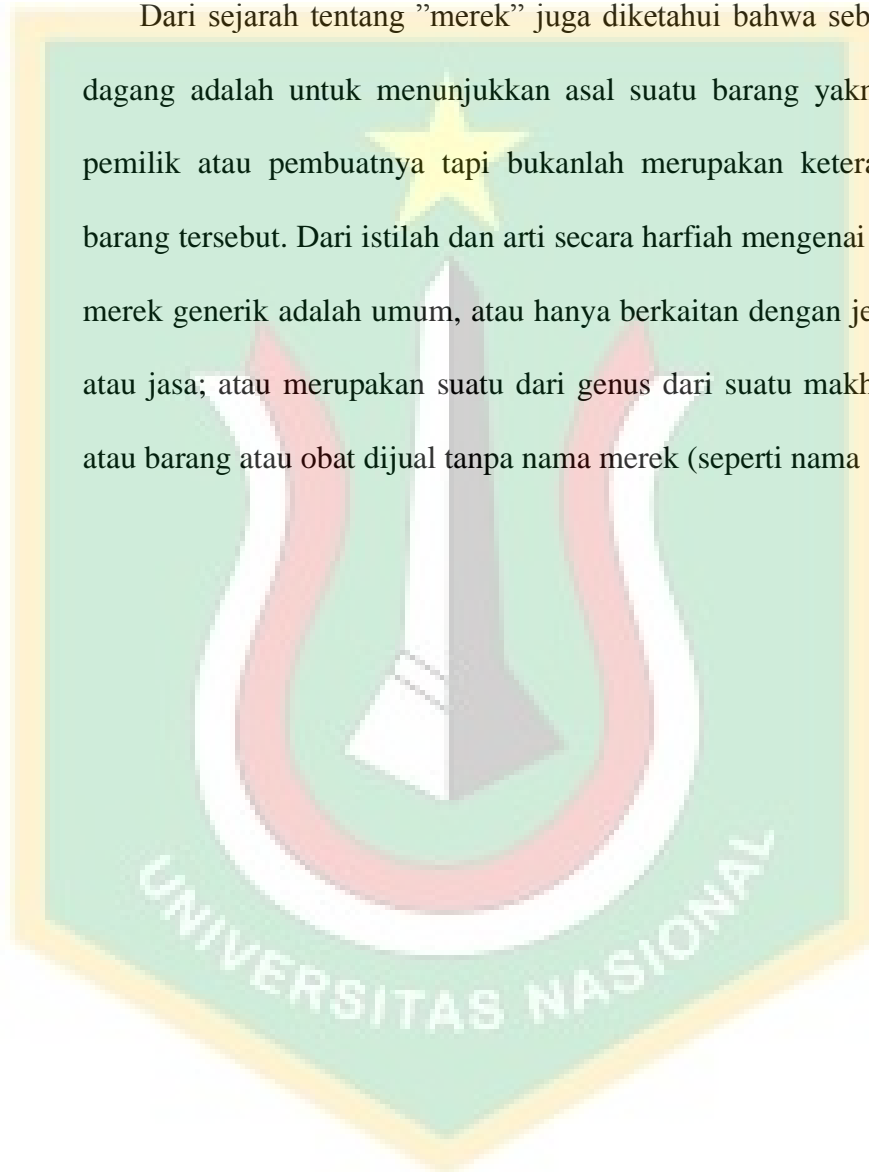 Dari sejarah tentang ”merek” juga diketahui bahwa seb
dagang adalah untuk menunjukkan asal suatu barang yakn
pemilik atau pembuatnya tapi bukanlah merupakan ketera
barang tersebut. Dari istilah dan arti secara harfiah mengenai
merek generik adalah umum, atau hanya berkaitan dengan je
atau jasa; atau merupakan suatu dari genus dari suatu makh
atau barang atau obat dijual tanpa nama merek (seperti nama
UNIVERSITAS NASIONAL